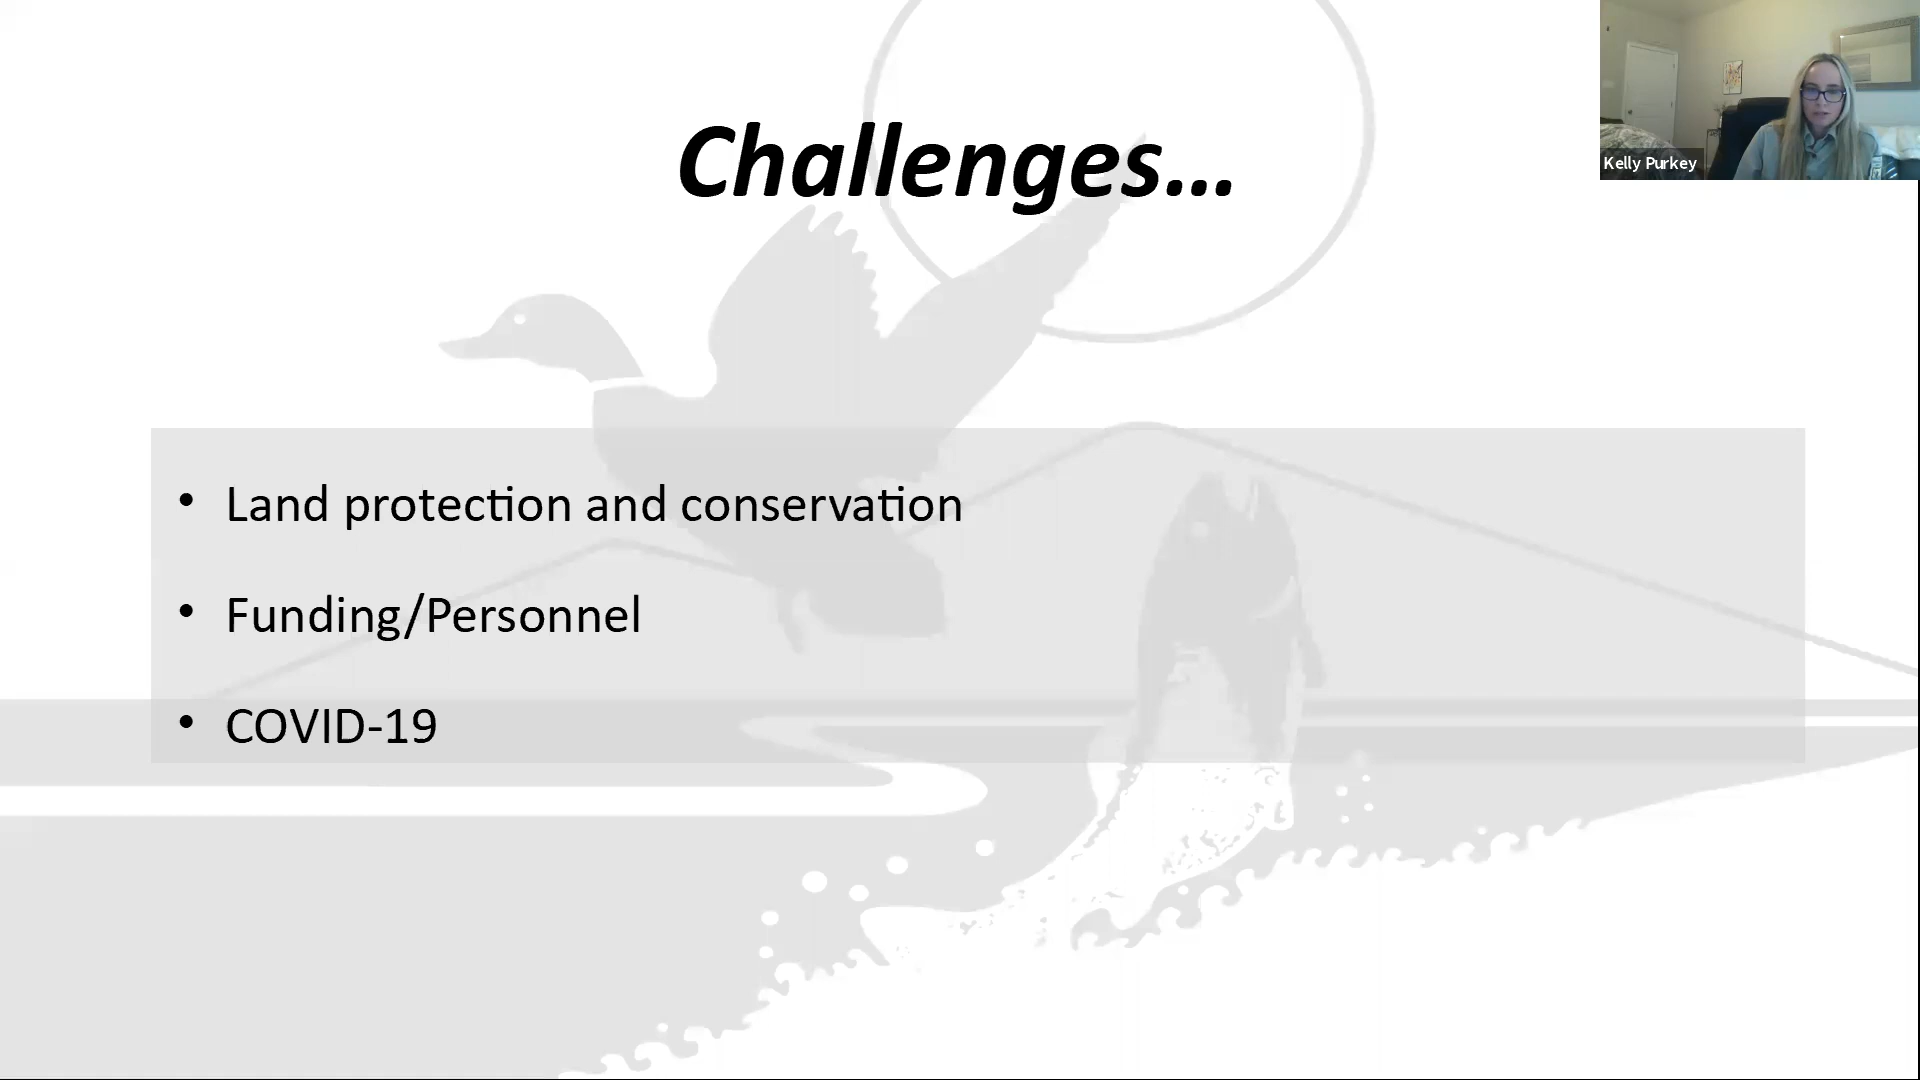 Challenges...
Kelly Purkey
• Land protection and conservation
• Funding/Personnel
• COVID-19